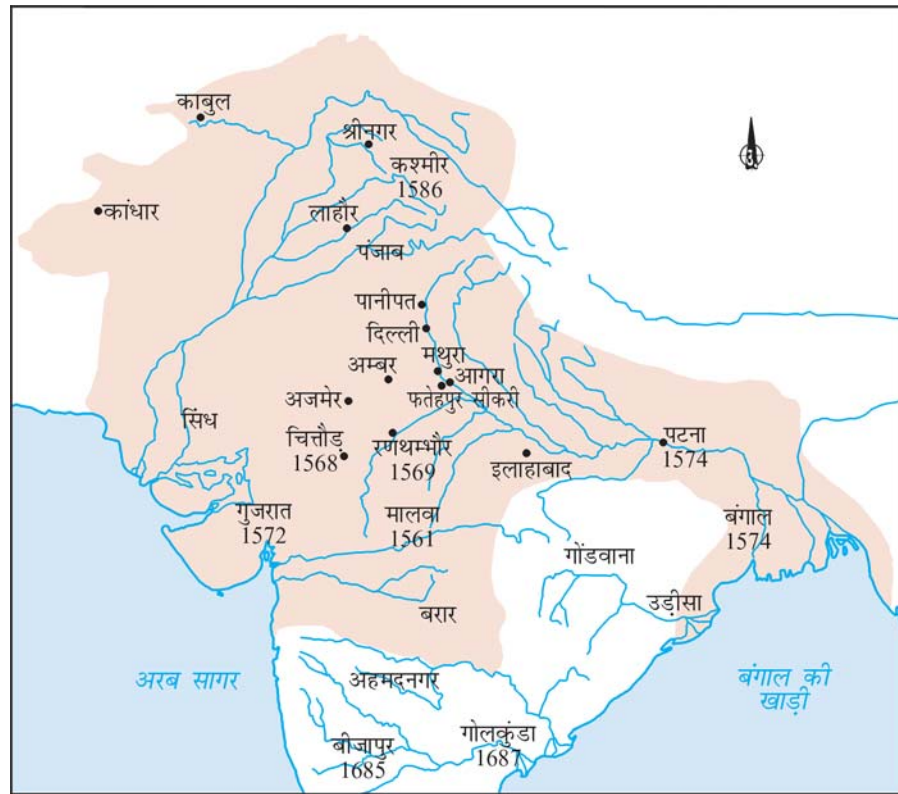 काबुल
श्रीनगर
कश्मीर
1586
कांधार
लाहौर
पंजाब
पानीपत
दिल्ली
मथुरा
अम्बर
आगरा
फतेहपुर सीकरी
अजमेर
सिंध
चित्तौड़
1568
रणथम्भौर
1569
इलाहाबाद
पटना
1574
गुजरात
1572
मालवा
1561
बंगाल
1574
गोंडवाना
उड़ीसा
बरार
अरब सागर
अहमदनगर
बंगाल की
खाड़ी
बीजापुर
1685
गोलकुंडा
1687